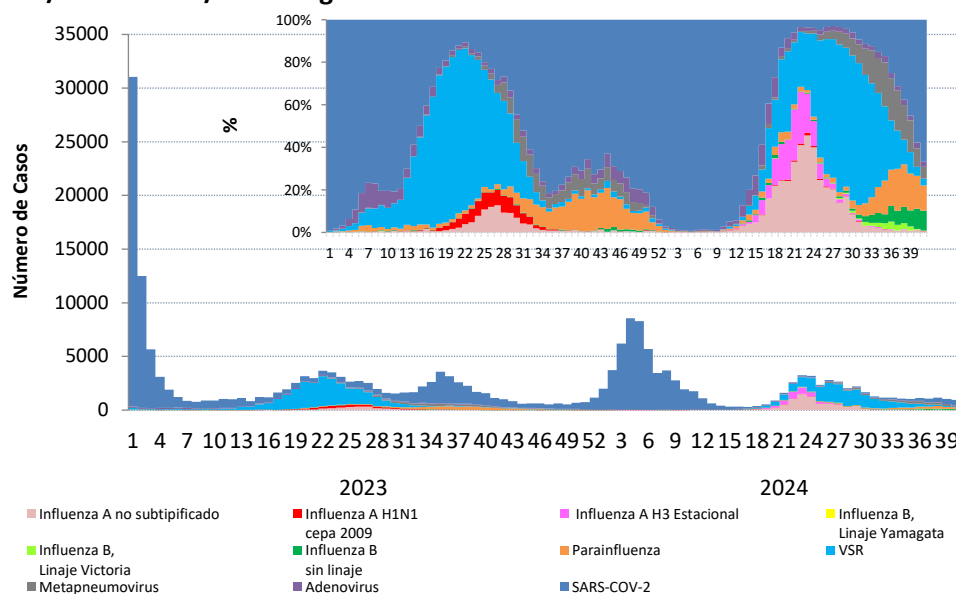 100%
80%
60%
40%
20%
0%
%
1 4 7 10 13 16 19 22 25 28 31 34 37 40 43 46 49 52 3 6 9 12 15 18 21 24 27 30 33 36 39
Número de Casos
35000
30000
25000
20000
15000
10000
5000
0
1 4 7 10 13 16 19 22 25 28 31 34 37 40 43 46 49 52 3 6 9 12 15 18 21 24 27 30 33 36 39
2023 2024
Influenza A no subtipificado
Influenza A H1N1
cepa 2009
Influenza A H3 Estacional
Influenza B,
Linaje Yamagata
Influenza B,
Linaje Victoria
Influenza B
sin linaje
Parainfluenza
VSR
Metapneumovirus
Adenovirus
SARS-COV-2